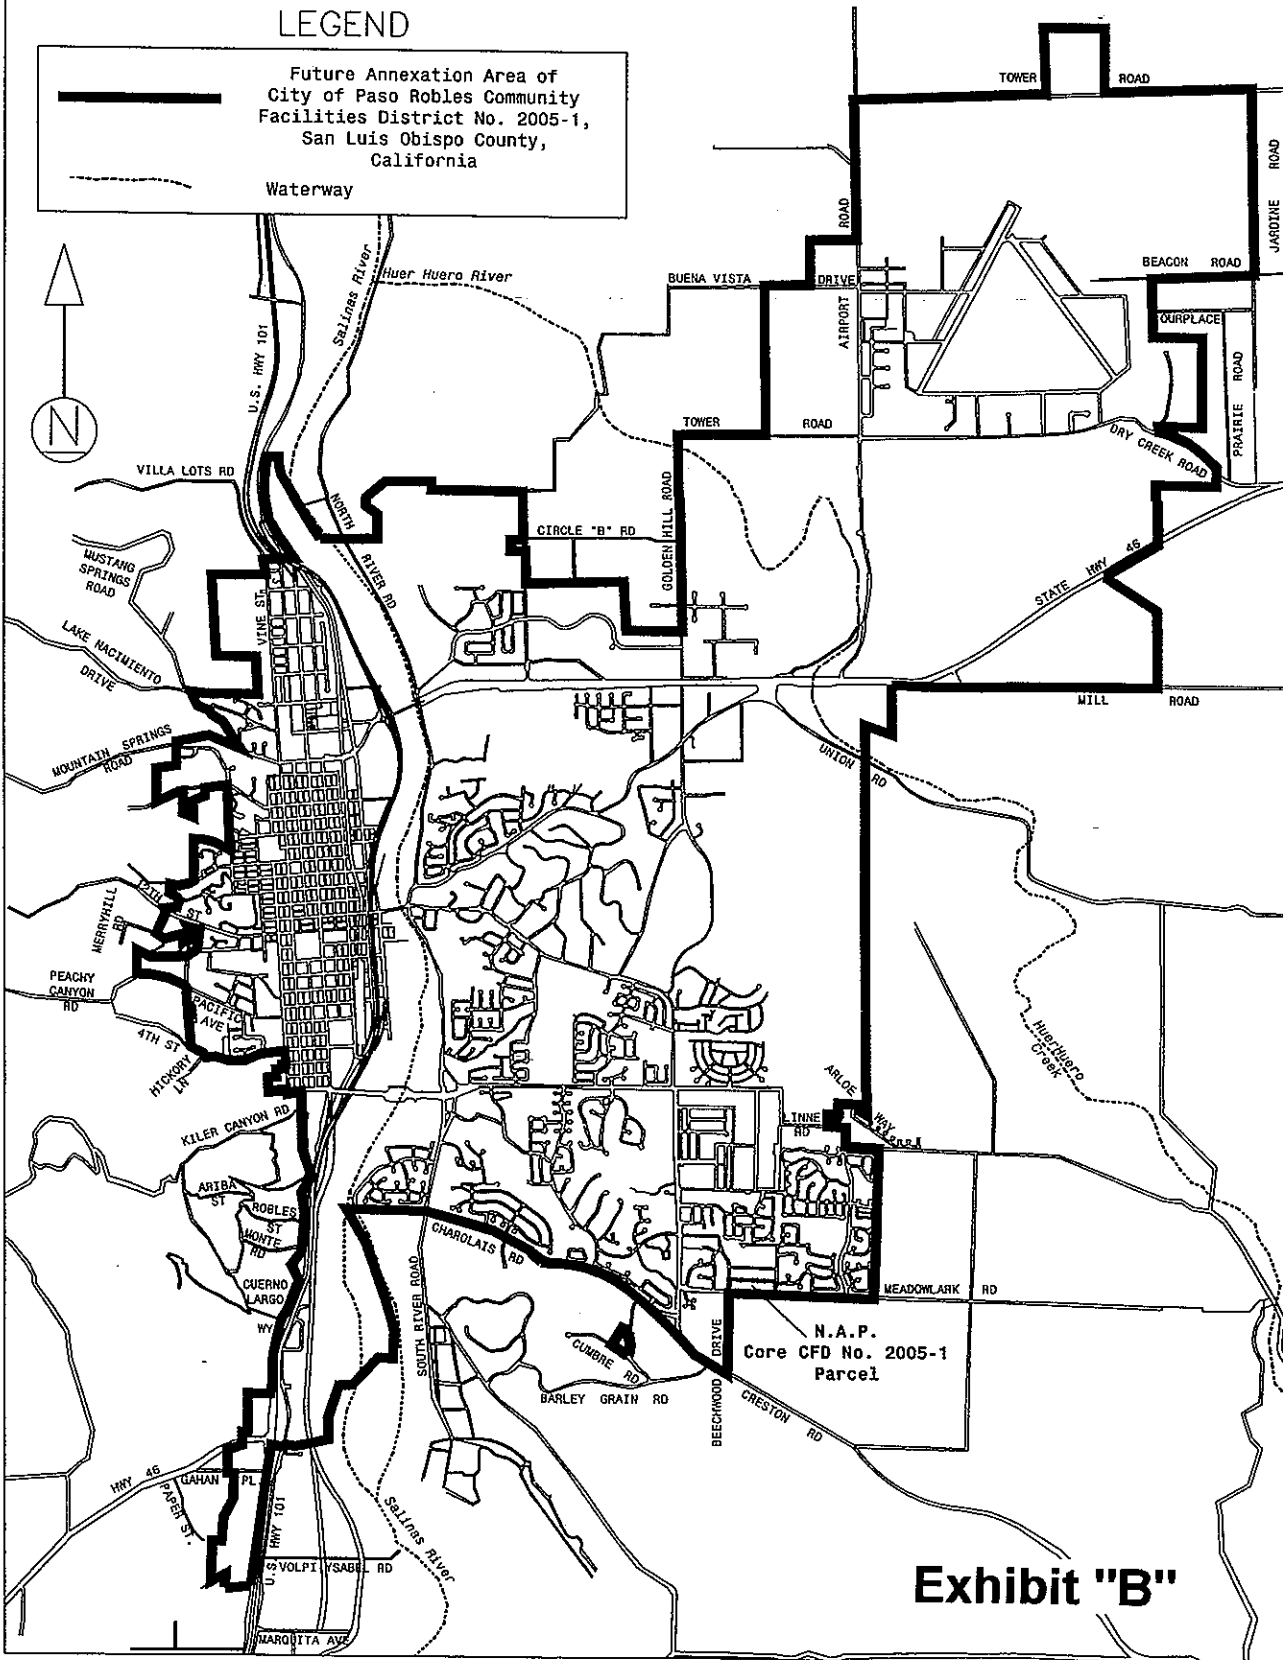 LEGEND
Future Annexation Area of
City of Paso Robles Community
Facilities District No. 2005-1,
San Luis Obispo County,
California
Waterway
N
TOWER ROAD
JARDINE ROAD
ROAD
AIRPORT
BEACON ROAD
BUENA VISTA DRIVE
OURPLACE
PRAIRIE ROAD
DRY CREEK ROAD
Salinas River
Huer Huero River
U.S. HWY 101
TOWER ROAD
VILLA LOTS RD
NORTH RIVER RD
CIRCLE "B" RD
GOLDEN HILL ROAD
STATE HWY 46
MUSTANG
SPRINGS
ROAD
VINE ST.
LAKE NACIMIENTO
DRIVE
MILL ROAD
MOUNTAIN SPRINGS
ROAD
UNION RD
12TH ST
MERRYHILL
RD
PEACHY
CANYON
RD
PACIFIC
AVE
4TH ST
HICKORY
LN
HuerHuero
Creek
ARLOE WAY
LINNE
RD
KILER CANYON RD
ARIBA
ST
ROBLES
ST
MONTE
RD
CUERNO
LARGO
WY
CHAROLAIS RD
SOUTH RIVER ROAD
MEADOWLARK RD
N.A.P.
Core CFD No. 2005-1
Parcel
CUMBRE RD
BARLEY GRAIN RD
BEECHWOOD DRIVE
CRESTON RD
HWY 46
GAHAN PL.
PAPER ST.
U.S HWY 101
VOLPI YSABEL RD
Salinas River
MARQUITA AVE
Exhibit "B"